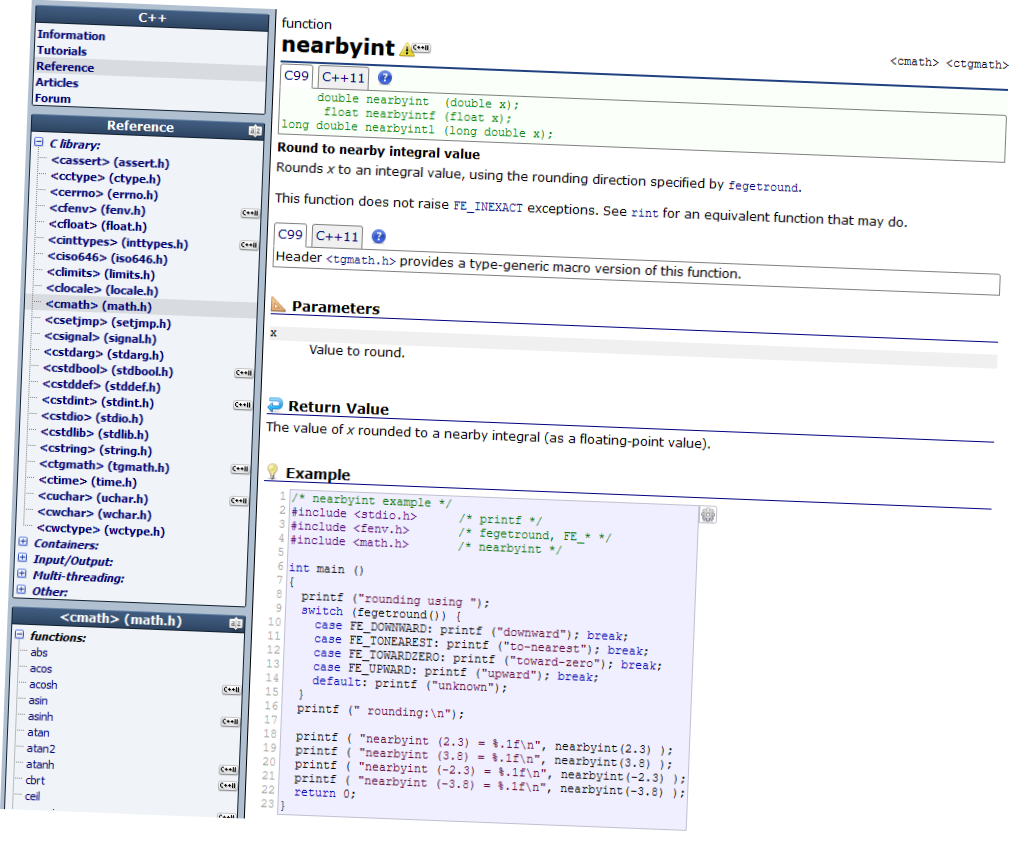 C++
Information
Tutorials
Reference
Articles
Forum
Reference
C library:
<cassert> (assert.h)
<cctype> (ctype.h)
<cerrno> (errno.h)
<cfenv> (fenv.h) C++11
<cfloat> (float.h)
<cinttypes> (inttypes.h) C++11
<ciso646> (iso646.h)
<climits> (limits.h)
<clocale> (locale.h)
<cmath> (math.h)
<csetjmp> (setjmp.h)
<csignal> (signal.h)
<cstdarg> (stdarg.h)
<cstdbool> (stdbool.h) C++11
<cstddef> (stddef.h)
<cstdint> (stdint.h) C++11
<cstdio> (stdio.h)
<cstdlib> (stdlib.h)
<cstring> (string.h)
<ctgmath> (tgmath.h) C++11
<ctime> (time.h)
<cuchar> (uchar.h) C++11
<cwchar> (wchar.h)
<cwctype> (wctype.h)
Containers:
Input/Output:
Multi-threading:
Other:
<cmath> (math.h)
functions:
abs
acos
acosh C++11
asin
asinh C++11
atan
atan2
atanh C++11
cbrt C++11
ceil
function
nearbyint C++11
<cmath> <ctgmath>
C99 C++11 ?
double nearbyint  (double x);
float nearbyintf (float x);
long double nearbyintl (long double x);
Round to nearby integral value
Rounds x to an integral value, using the rounding direction specified by fegetround.
This function does not raise FE_INEXACT exceptions. See rint for an equivalent function that may do.
C99 C++11 ?
Header <tgmath.h> provides a type-generic macro version of this function.
Parameters
x
Value to round.
Return Value
The value of x rounded to a nearby integral (as a floating-point value).
Example
1 /* nearbyint example */
2 #include <stdio.h>      /* printf */
3 #include <fenv.h>       /* fegetround, FE_* */
4 #include <math.h>       /* nearbyint */
5
6 int main ()
7 {
8   printf ("rounding using ");
9   switch (fegetround()) {
10     case FE_DOWNWARD: printf ("downward"); break;
11     case FE_TONEAREST: printf ("to-nearest"); break;
12     case FE_TOWARDZERO: printf ("toward-zero"); break;
13     case FE_UPWARD: printf ("upward"); break;
14     default: printf ("unknown");
15   }
16   printf (" rounding:\n");
17
18   printf ( "nearbyint (2.3) = %.1f\n", nearbyint(2.3) );
19   printf ( "nearbyint (3.8) = %.1f\n", nearbyint(3.8) );
20   printf ( "nearbyint (-2.3) = %.1f\n", nearbyint(-2.3) );
21   printf ( "nearbyint (-3.8) = %.1f\n", nearbyint(-3.8) );
22   return 0;
23 }